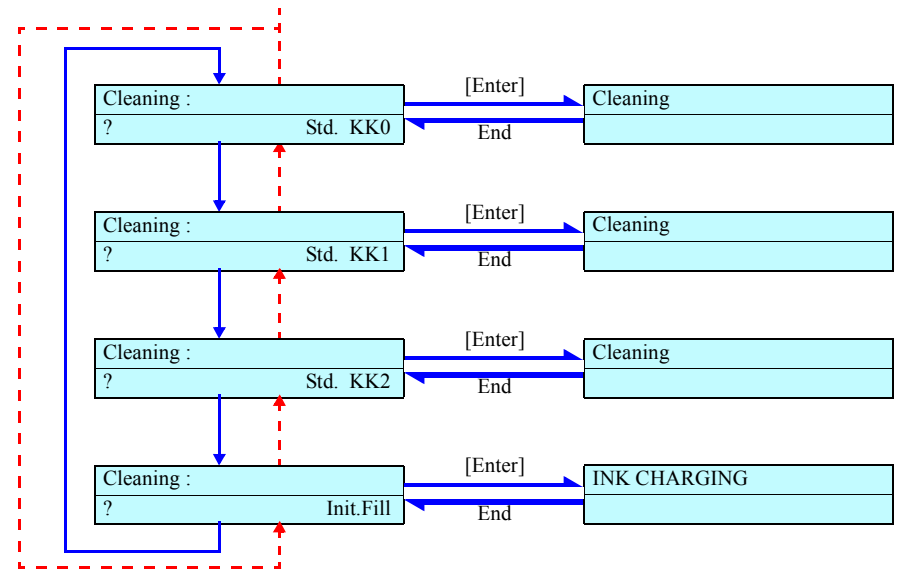 Cleaning :
? Std. KK0
[Enter]
End
Cleaning
Cleaning :
? Std. KK1
[Enter]
End
Cleaning
Cleaning :
? Std. KK2
[Enter]
End
Cleaning
Cleaning :
? Init.Fill
[Enter]
End
INK CHARGING